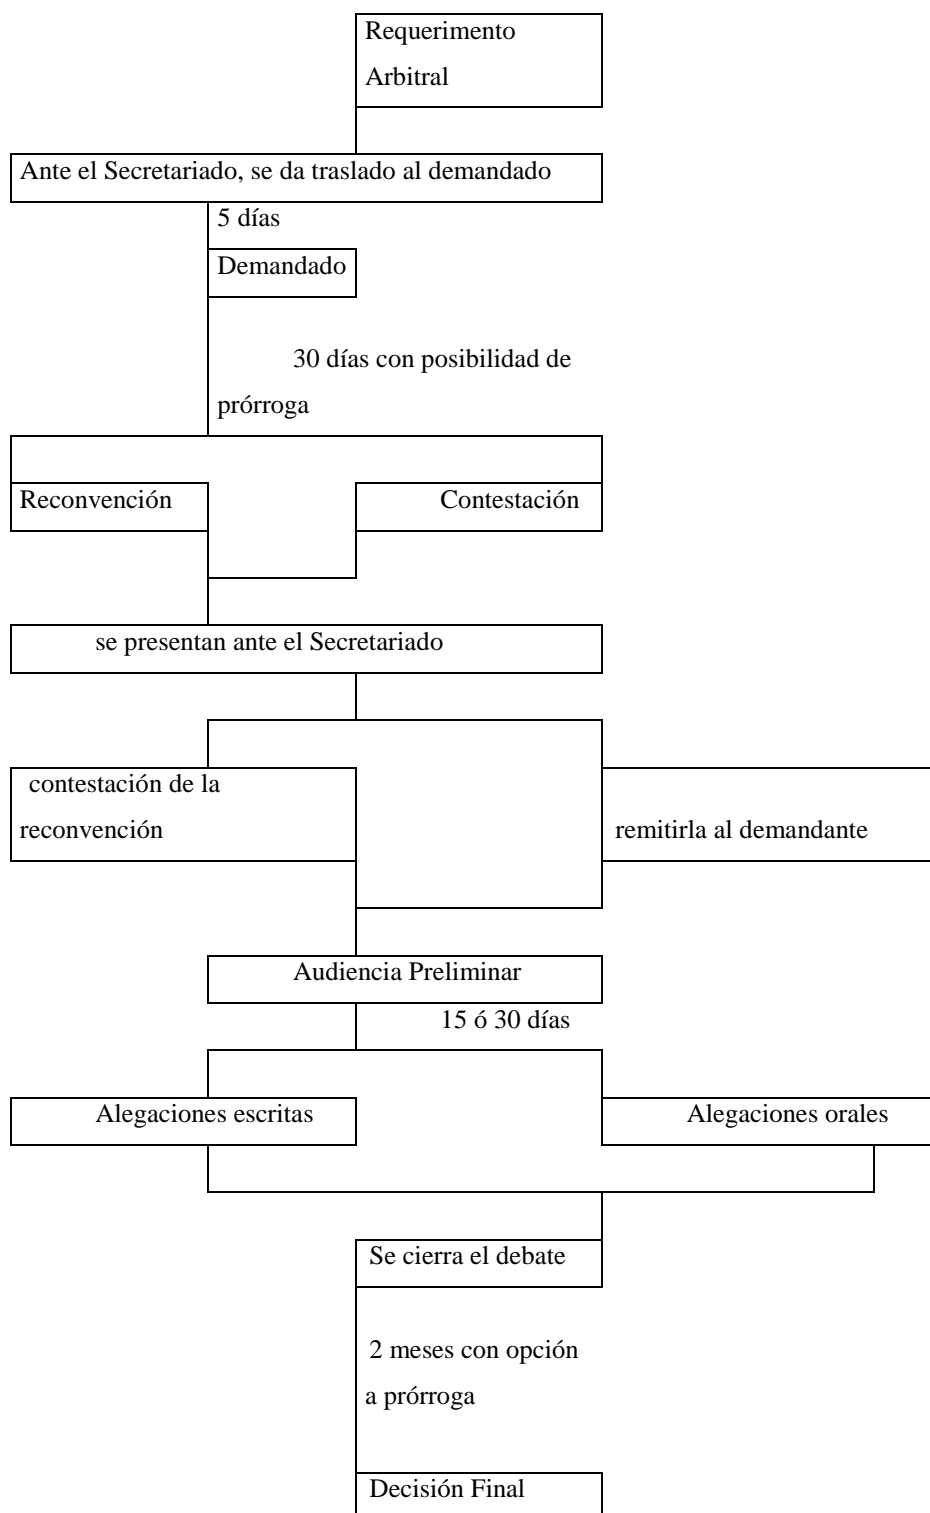 Requerimento
Arbitral
Ante el Secretariado, se da traslado al demandado
5 días
Demandado
30 días con posibilidad de
prórroga
Reconvención
Contestación
se presentan ante el Secretariado
contestación de la
reconvención
remitirla al demandante
Audiencia Preliminar
15 ó 30 días
Alegaciones escritas
Alegaciones orales
Se cierra el debate
2 meses con opción
a prórroga
Decisión Final